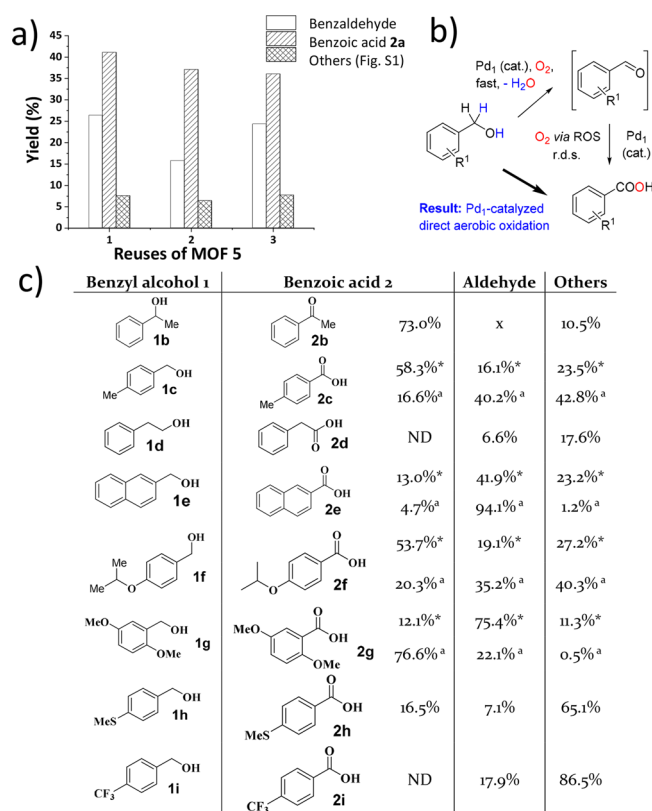 a)
Benzaldehyde
Benzoic acid 2a
Others (Fig. S1)
45
40
35
30
25
20
15
10
5
0
Yield (%)
1 2 3
Reuses of MOF 5
b)
Pd₁ (cat.), O₂,
fast, - H₂O
O
R¹
H H
OH
R¹
O₂ via ROS
r.d.s.
Pd₁
(cat.)
COOH
R¹
Result: Pd₁-catalyzed
direct aerobic oxidation
c)
Benzyl alcohol 1 Benzoic acid 2 Aldehyde Others
OH Me 1b O Me 2b 73.0% x 10.5%
OH Me 1c O OH Me 2c 58.3%* 16.1%* 23.5%*
16.6% ᵃ 40.2% ᵃ 42.8% ᵃ
OH 1d OH O 2d ND 6.6% 17.6%
OH 1e O OH 2e 13.0%* 41.9%* 23.2%*
4.7% ᵃ 94.1% ᵃ 1.2% ᵃ
Me Me O OH 1f O OH O 2f 53.7%* 19.1%* 27.2%*
20.3% ᵃ 35.2% ᵃ 40.3% ᵃ
MeO OH OMe 1g MeO O OH OMe 2g 12.1%* 75.4%* 11.3%*
76.6% ᵃ 22.1% ᵃ 0.5% ᵃ
OH MeS 1h O OH MeS 2h 16.5% 7.1% 65.1%
OH CF₃ 1i O OH CF₃ 2i ND 17.9% 86.5%